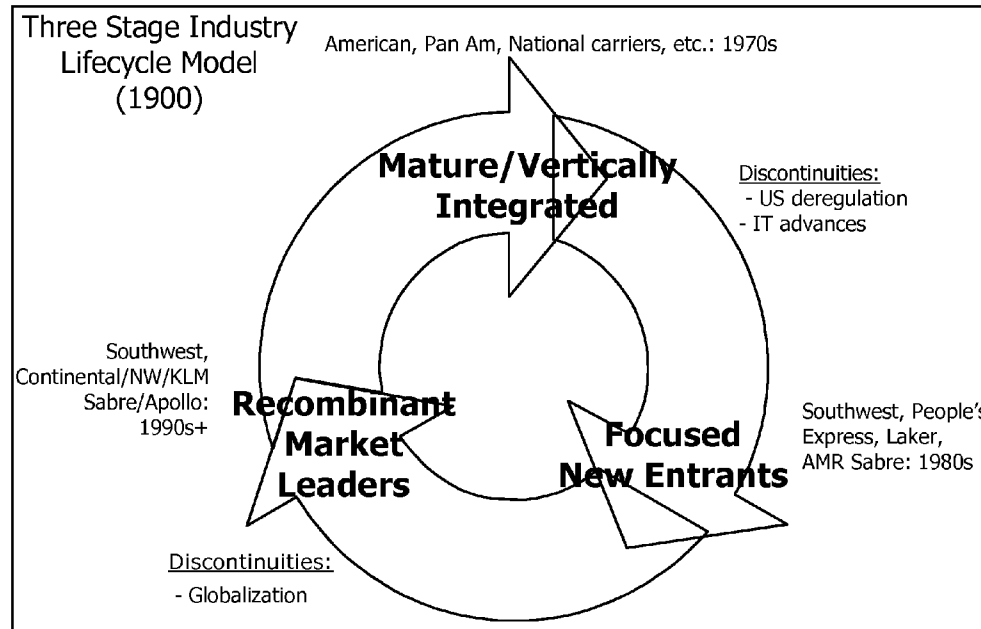 Three Stage Industry
Lifecycle Model
(1900)
American, Pan Am, National carriers, etc.: 1970s
Mature/Vertically
Integrated
Discontinuities:
- US deregulation
- IT advances
Southwest,
Continental/NW/KLM
Sabre/Apollo:
1990s+
Recombinant
Market
Leaders
Focused
New Entrants
Southwest, People's
Express, Laker,
AMR Sabre: 1980s
Discontinuities:
- Globalization